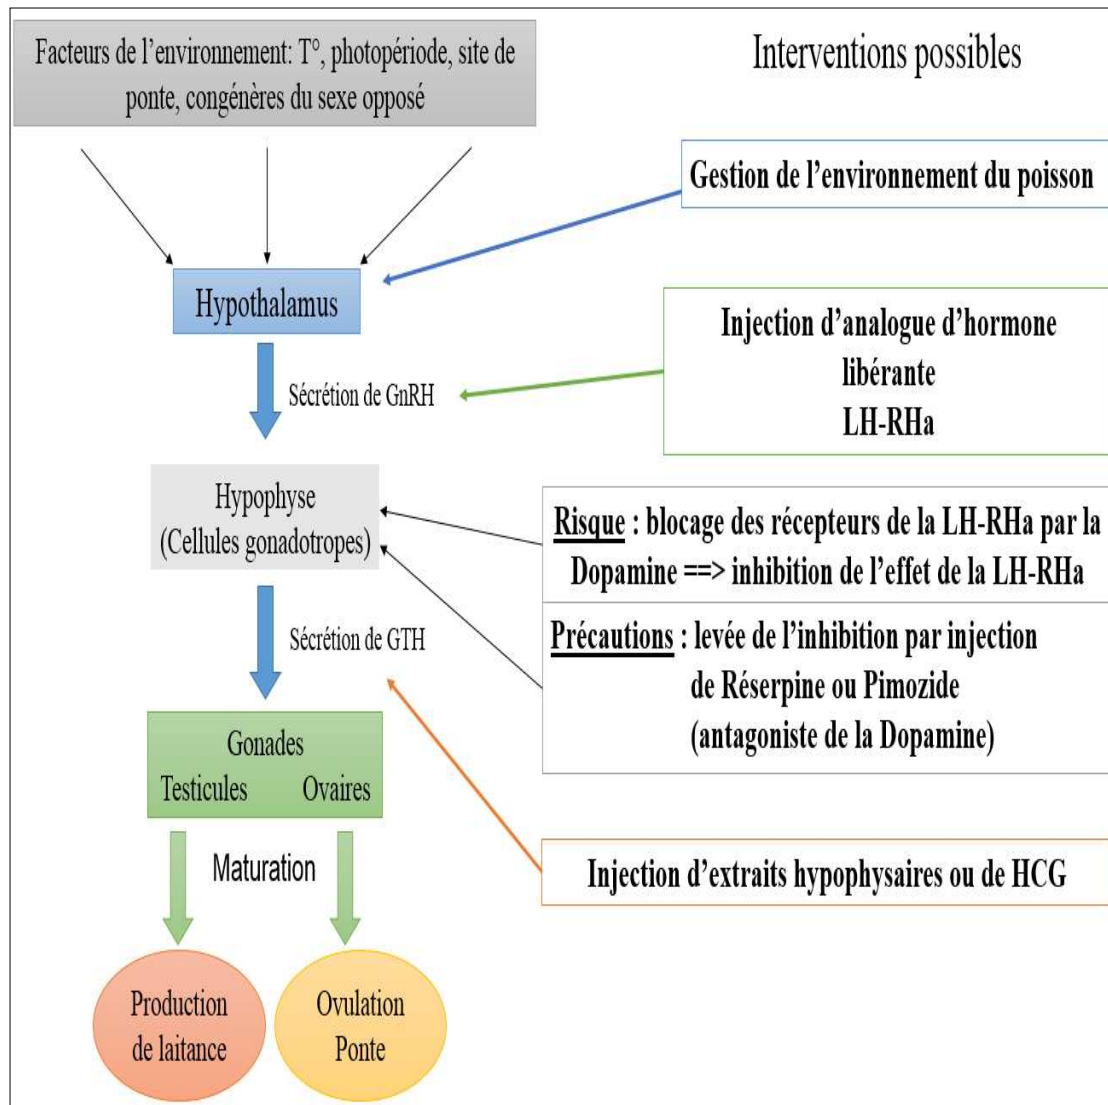 Facteurs de l'environnement: T°, photopériode, site de
ponte, congénères du sexe opposé
Interventions possibles
Gestion de l'environnement du poisson
Hypothalamus
Injection d'analogue d'hormone
libérante
LH-RHa
Sécrétion de GnRH
Hypophyse
(Cellules gonadotropes)
Risque : blocage des récepteurs de la LH-RHa par la
Dopamine ==> inhibition de l'effet de la LH-RHa
Précautions : levée de l'inhibition par injection
de Réserpine ou Pimozide
(antagoniste de la Dopamine)
Sécrétion de GTH
Gonades
Testicules Ovaires
Maturation
Injection d'extraits hypophysaires ou de HCG
Production
de laitance
Ovulation
Ponte